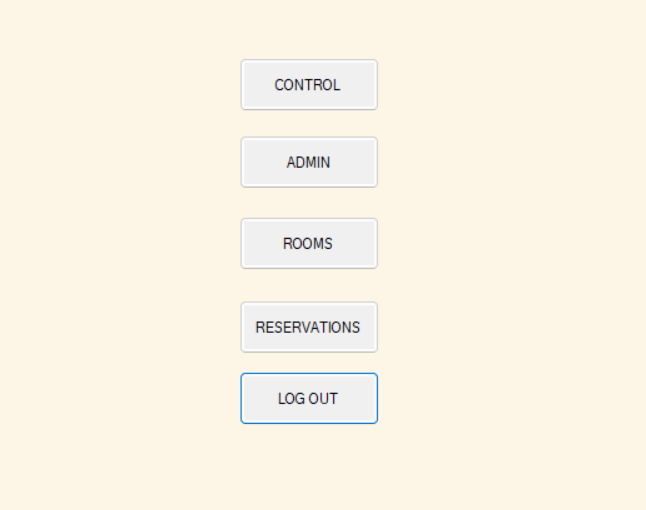 CONTROL
ADMIN
ROOMS
RESERVATIONS
LOG OUT